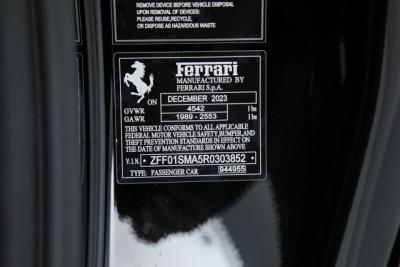 REMOVE DEVICE BEFORE VEHICLE DISPOSAL
UPON REMOVAL OF DEVICE.
PLEASE REUSE, RECYCLE
OR DISPOSE AS HAZARDOUS WASTE
Ferrari
MANUFACTURED BY
FERRARI S.p.A.
ON DECEMBER 2023
GVWR 4542 lbs
GAWR 1989 - 2553 lbs
THIS VEHICLE CONFORMS TO ALL APPLICABLE
FEDERAL MOTOR VEHICLE SAFETY, BUMPER, AND
THEFT PREVENTION STANDARDS IN EFFECT ON
THE DATE OF MANUFACTURE SHOWN ABOVE.
V.I.N. ZFF01SMA5R0303852
TYPE: PASSENGER CAR 944955